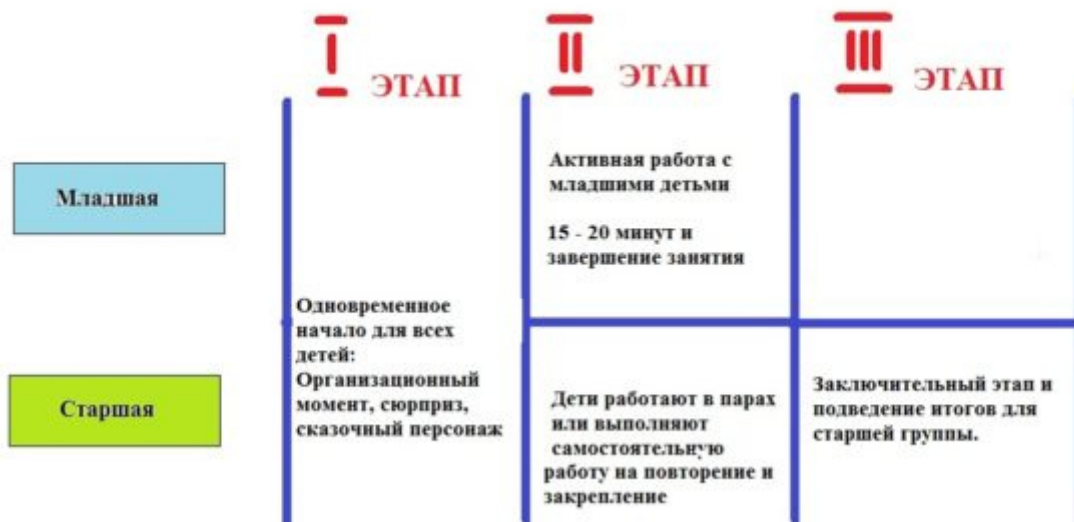 I ЭТАП
II ЭТАП
III ЭТАП
Младшая
Активная работа с
младшими детьми
15 - 20 минут и
завершение занятия
Одновременное
начало для всех
детей:
Организационный
момент, сюрприз,
сказочный персонаж
Старшая
Дети работают в парах
или выполняют
самостоятельную
работу на повторение и
закрепление
Заключительный этап и
подведение итогов для
старшей группы.